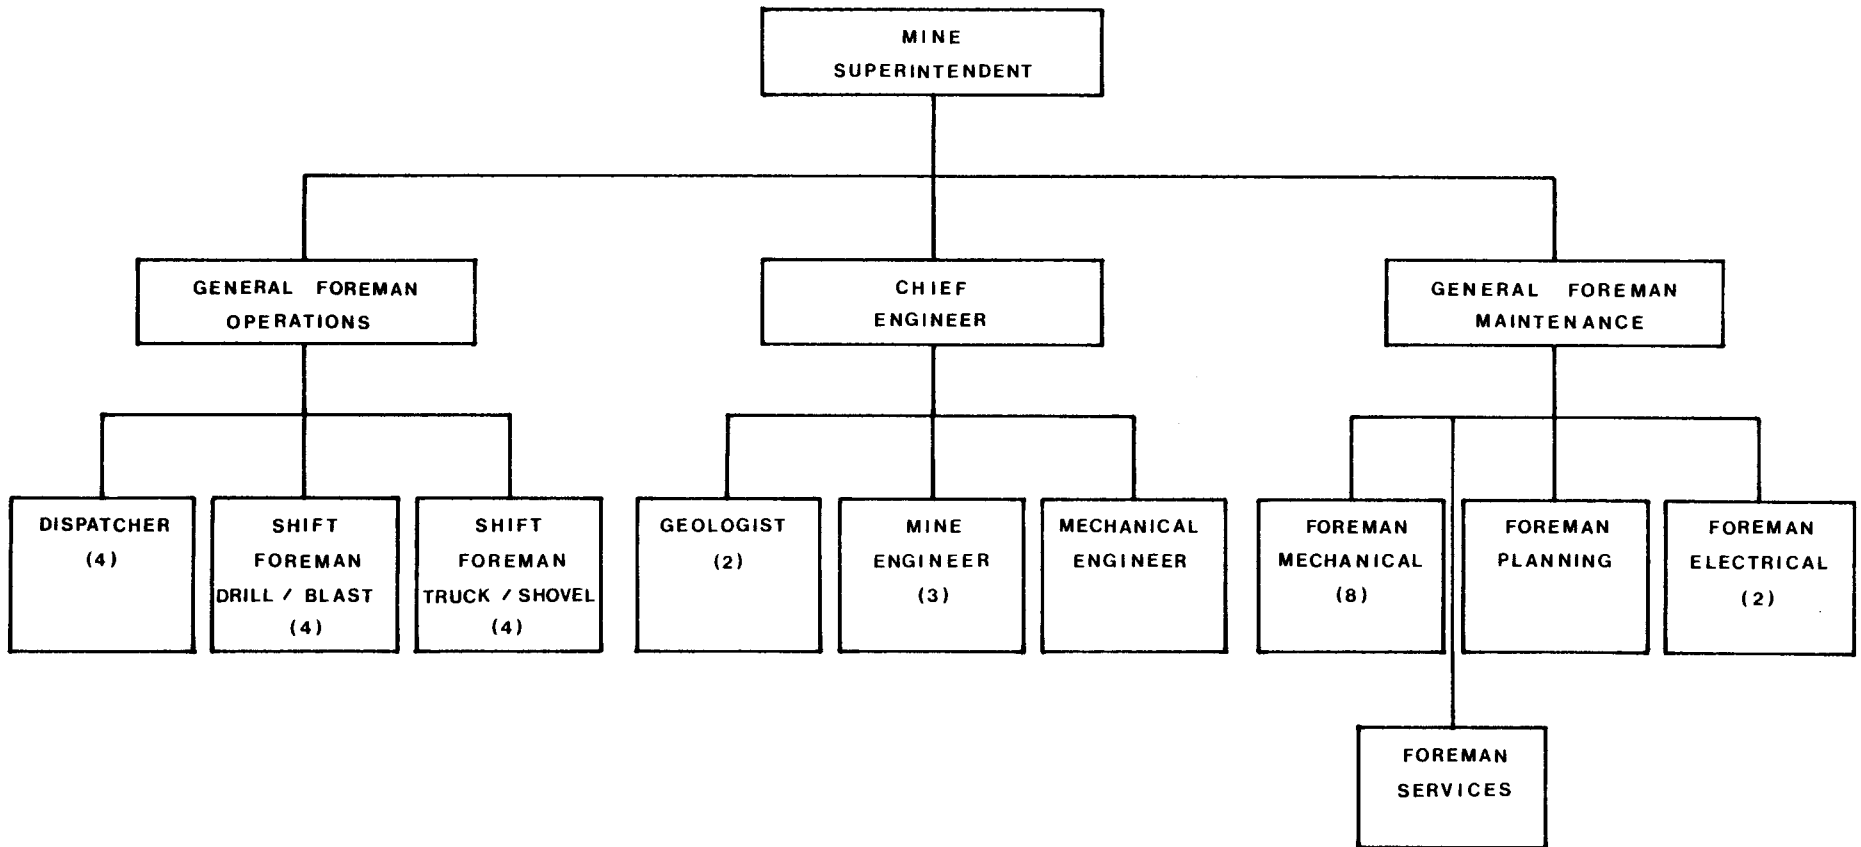 MINE
SUPERINTENDENT
GENERAL FOREMAN
OPERATIONS
CHIEF
ENGINEER
GENERAL FOREMAN
MAINTENANCE
DISPATCHER
(4)
SHIFT
FOREMAN
DRILL / BLAST
(4)
SHIFT
FOREMAN
TRUCK / SHOVEL
(4)
GEOLOGIST
(2)
MINE
ENGINEER
(3)
MECHANICAL
ENGINEER
FOREMAN
MECHANICAL
(8)
FOREMAN
PLANNING
FOREMAN
ELECTRICAL
(2)
FOREMAN
SERVICES